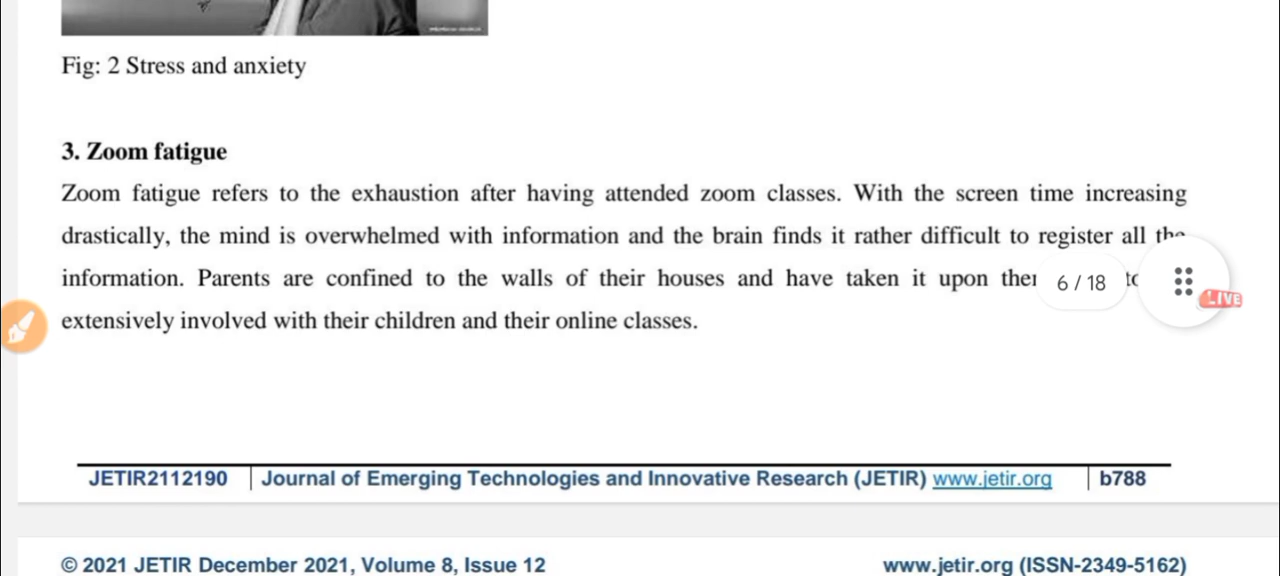 Fig: 2 Stress and anxiety
3. Zoom fatigue
Zoom fatigue refers to the exhaustion after having attended zoom classes. With the screen time increasing
drastically, the mind is overwhelmed with information and the brain finds it rather difficult to register all the
information. Parents are confined to the walls of their houses and have taken it upon
6 / 18
LIVE
extensively involved with their children and their online classes.
JETIR2112190 Journal of Emerging Technologies and Innovative Research (JETIR) www.jetir.org b788
© 2021 JETIR December 2021, Volume 8, Issue 12 www.jetir.org (ISSN-2349-5162)